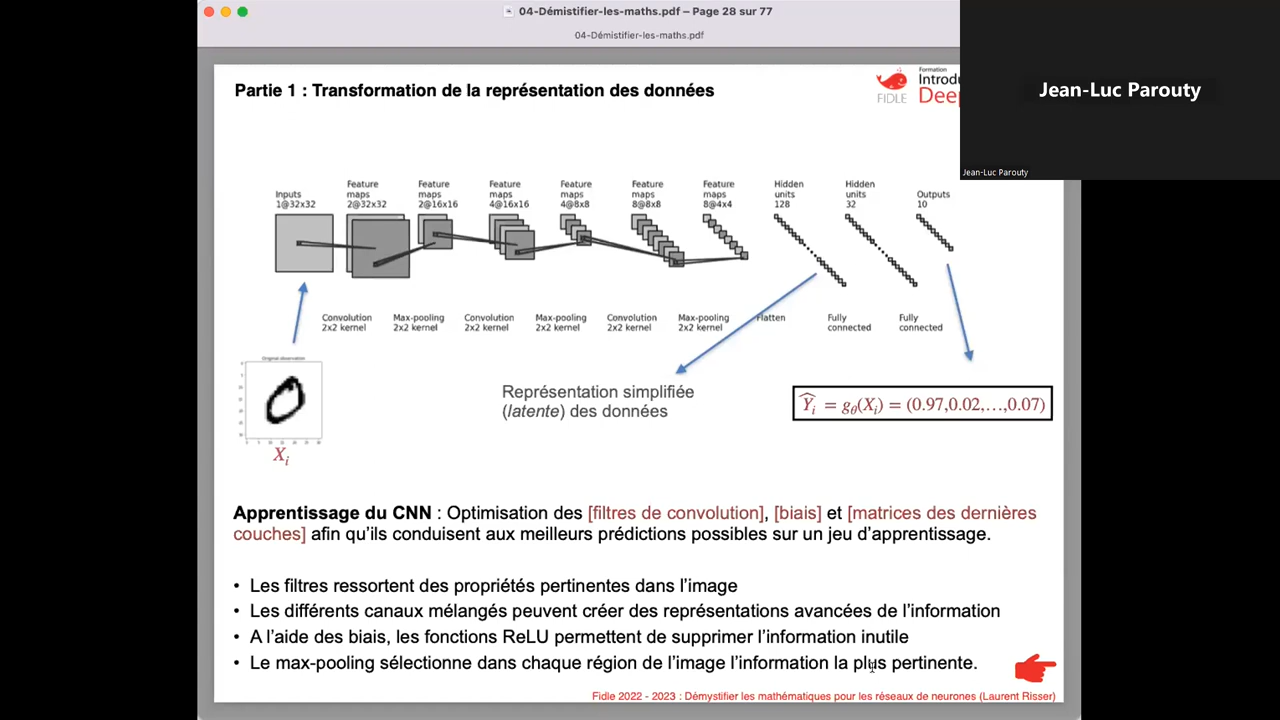 04-Démistifier-les-maths.pdf – Page 28 sur 77
04-Démistifier-les-maths.pdf
Jean-Luc Parouty
Jean-Luc Parouty
Partie 1 : Transformation de la représentation des données
FIDLE
Formation
Introdu
Deep
Inputs
1@32x32
Feature
maps
2@32x32
Feature
maps
2@16x16
Feature
maps
4@16x16
Feature
maps
4@8x8
Feature
maps
8@8x8
Feature
maps
8@4x4
Hidden
units
128
Hidden
units
32
Outputs
10
Convolution
2x2 kernel
Max-pooling
2x2 kernel
Convolution
2x2 kernel
Max-pooling
2x2 kernel
Convolution
2x2 kernel
Max-pooling
2x2 kernel
Flatten
Fully
connected
Fully
connected
Original observation
X_i
Représentation simplifiée
(latente) des données
Ŷ_i = g_θ(X_i) = (0.97,0.02,…,0.07)
Apprentissage du CNN : Optimisation des [filtres de convolution], [biais] et [matrices des dernières
couches] afin qu’ils conduisent aux meilleurs prédictions possibles sur un jeu d’apprentissage.
• Les filtres ressortent des propriétés pertinentes dans l’image
• Les différents canaux mélangés peuvent créer des représentations avancées de l’information
• A l’aide des biais, les fonctions ReLU permettent de supprimer l’information inutile
• Le max-pooling sélectionne dans chaque région de l’image l’information la plus pertinente.
Fidle 2022 - 2023 : Démystifier les mathématiques pour les réseaux de neurones (Laurent Risser)